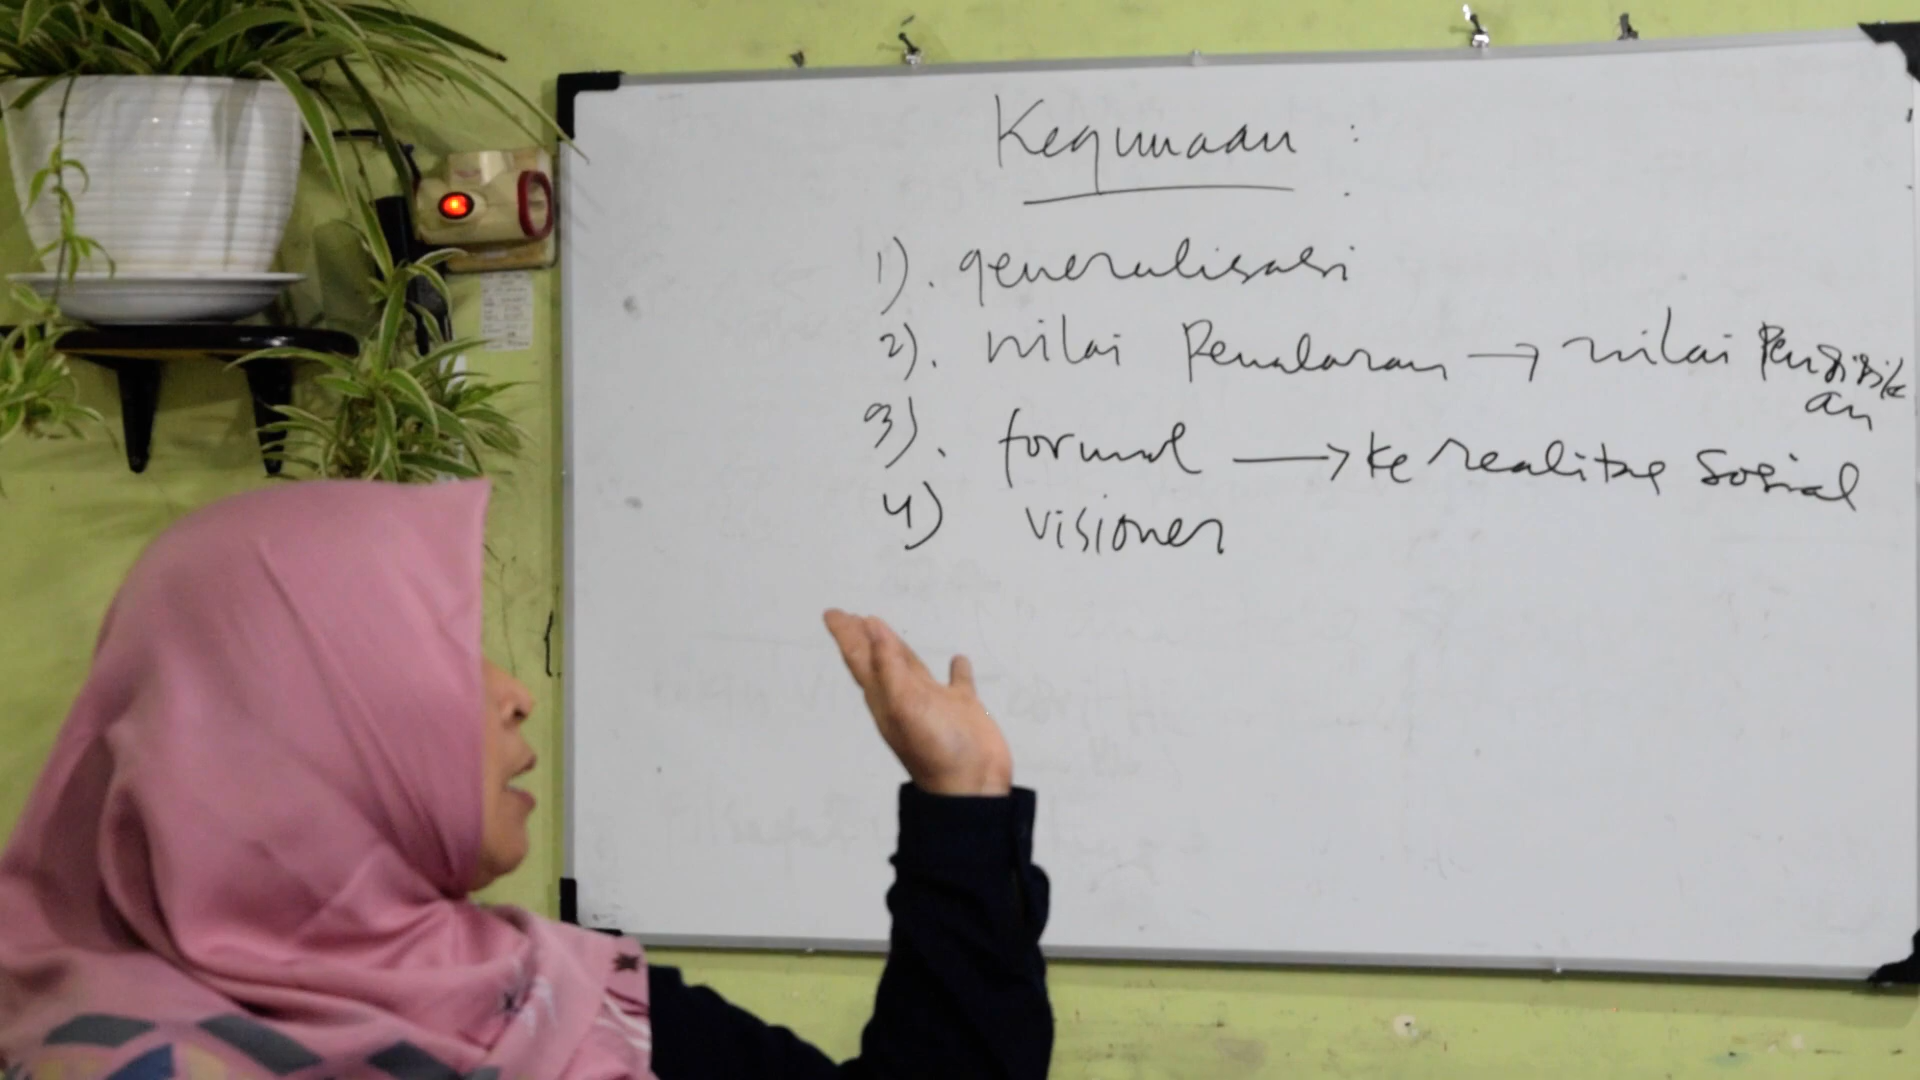 Kegunaan :
1). generalisasi
2). nilai Penalaran → nilai Pendidikan
3). formal → ke realitas Sosial
4) visioner